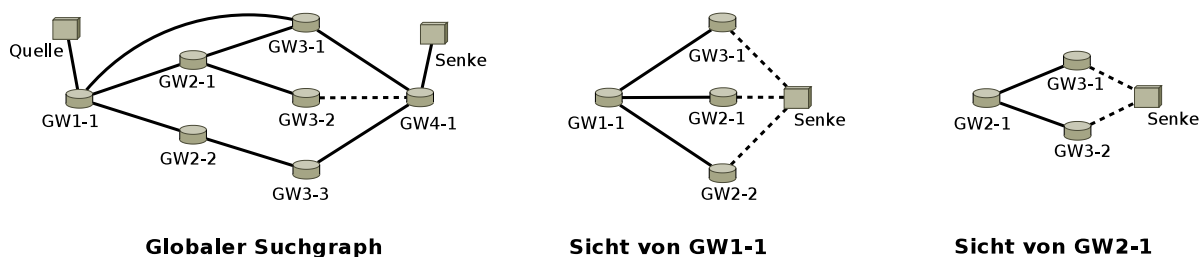 Quelle
GW1-1
GW2-1
GW2-2
GW3-1
GW3-2
GW3-3
GW4-1
Senke
Globaler Suchgraph
GW1-1
GW3-1
GW2-1
GW2-2
Senke
Sicht von GW1-1
GW2-1
GW3-1
GW3-2
Senke
Sicht von GW2-1